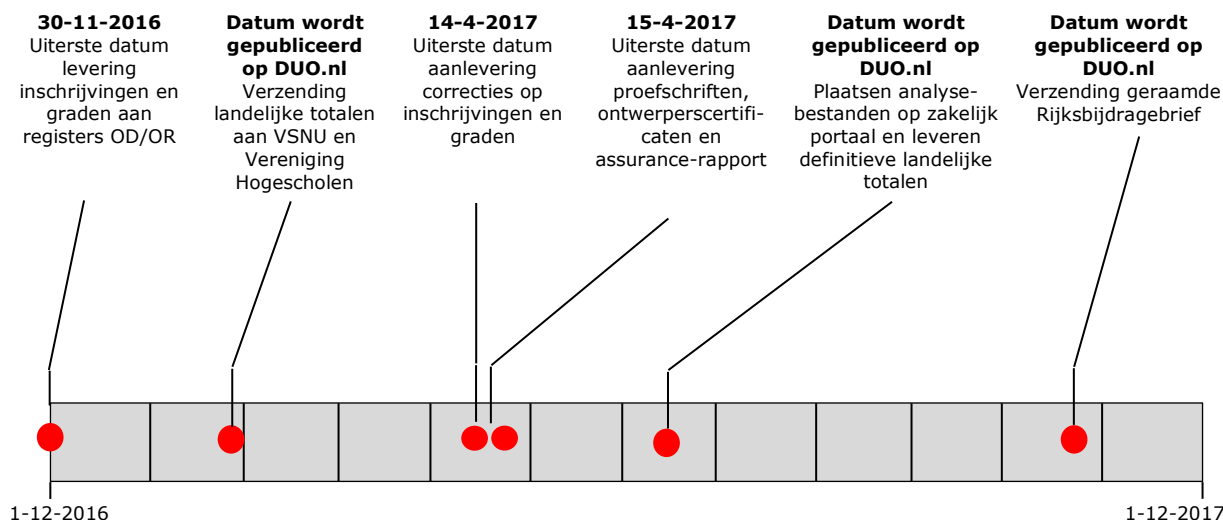 30-11-2016
Uiterste datum
levering
inschrijvingen en
graden aan
registers OD/OR
Datum wordt
gepubliceerd
op DUO.nl
Verzending
landelijke totalen
aan VSNU en
Vereniging
Hogescholen
14-4-2017
Uiterste datum
aanlevering
correcties op
inschrijvingen en
graden
15-4-2017
Uiterste datum
aanlevering
proefschriften,
ontwerperscertifi-
caten en
assurance-rapport
Datum wordt
gepubliceerd op
DUO.nl
Plaatsen analyse-
bestanden op zakelijk
portaal en leveren
definitieve landelijke
totalen
Datum wordt
gepubliceerd op
DUO.nl
Verzending geraamde
Rijksbijdragebrief
1-12-2016
1-12-2017